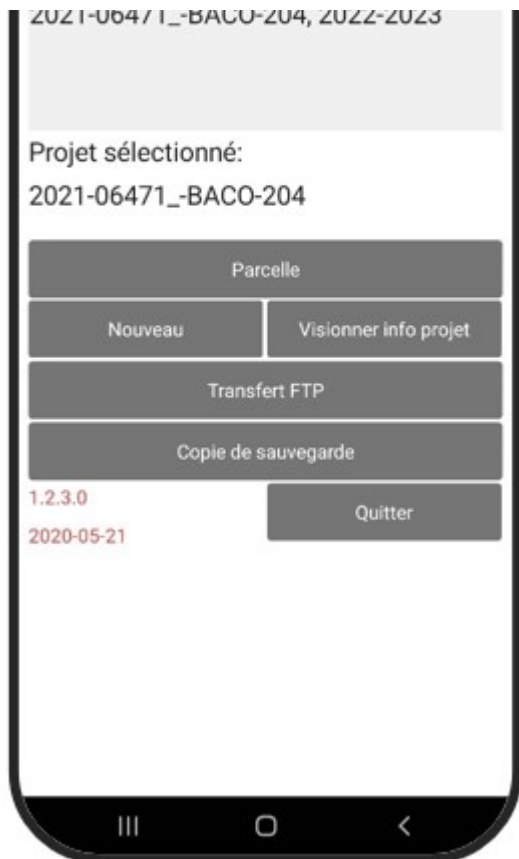 2021-06471_-BACO-204, 2022-2023
Projet sélectionné:
2021-06471_-BACO-204
Parcelle
Nouveau
Visionner info projet
Transfert FTP
Copie de sauvegarde
1.2.3.0
Quitter
2020-05-21